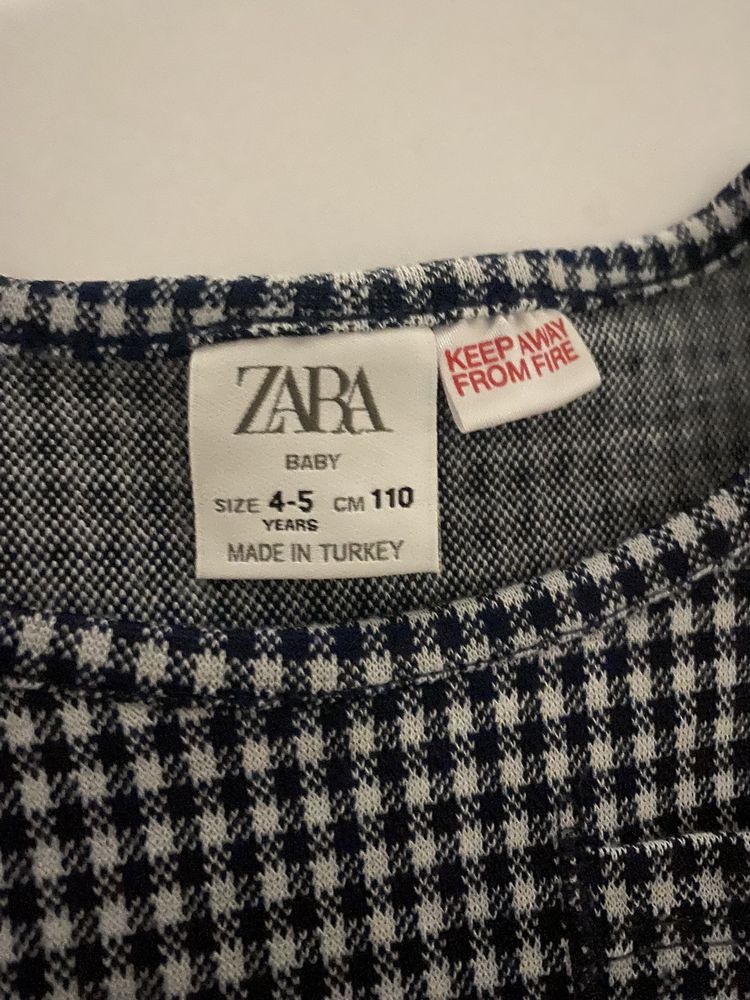 ZARA
BABY
SIZE 4-5 CM 110
YEARS
MADE IN TURKEY
KEEP AWAY
FROM FIRE